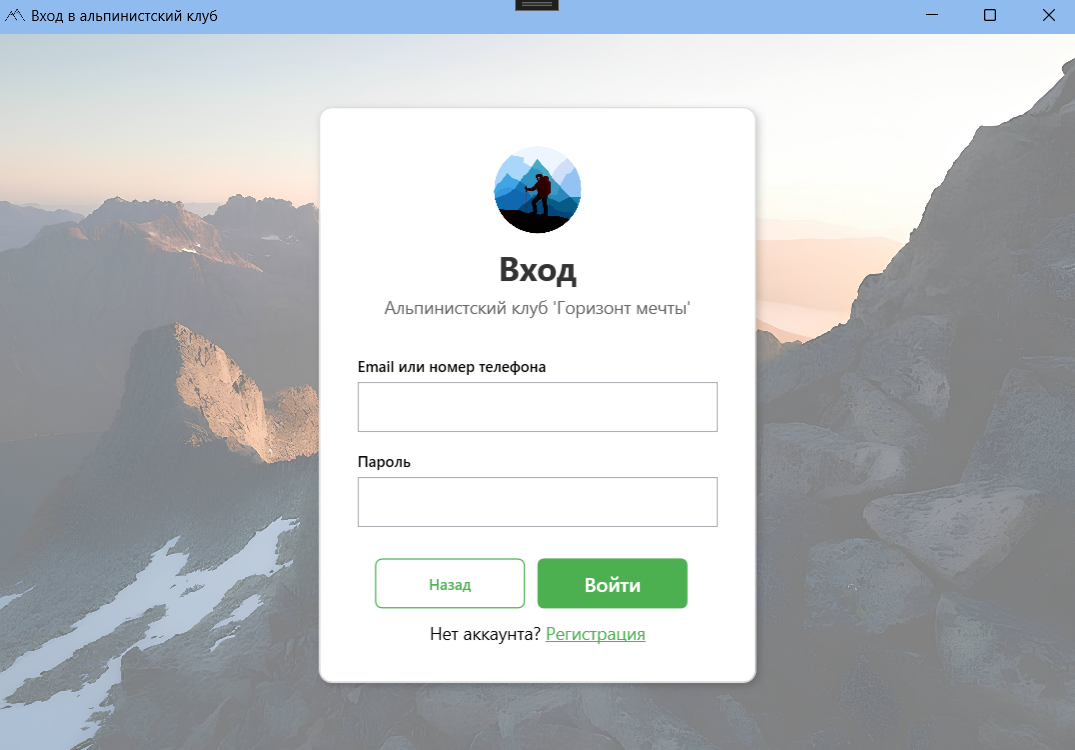 Вход в альпинистский клуб
Вход
Альпинистский клуб 'Горизонт мечты'
Email или номер телефона
Пароль
Назад
Войти
Нет аккаунта? Регистрация